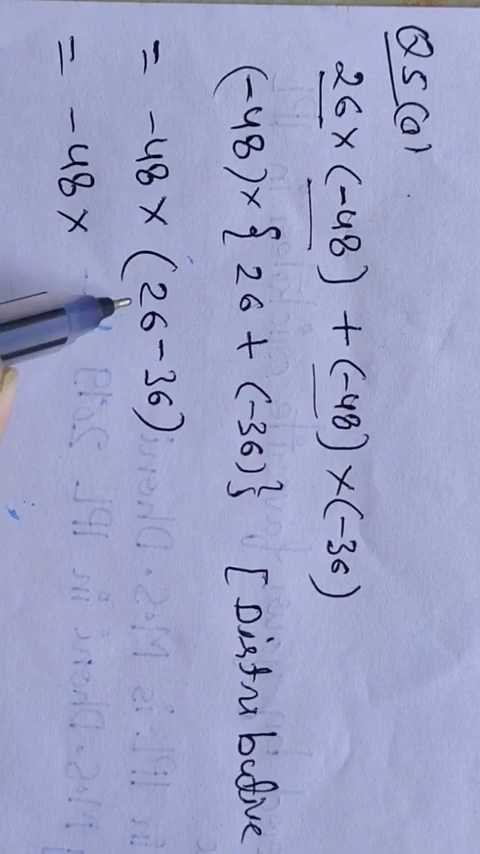 Q5(a)
26 × (-48) + (-48) × (-36)
(-48) × { 26 + (-36)} [Distributive
= -48 × (26-36)
= -48 ×